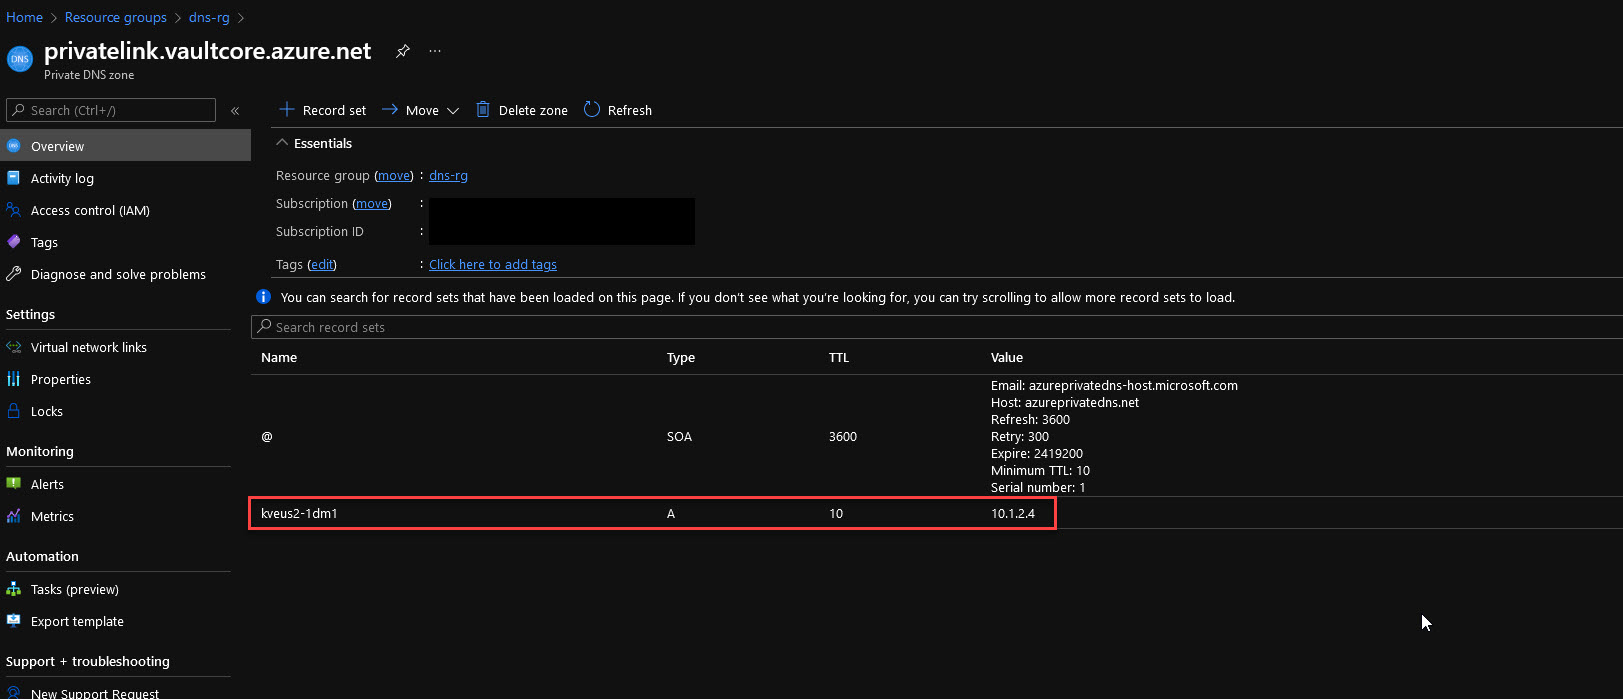 Home > Resource groups > dns-rg >
DNS
privatelink.vaultcore.azure.net ...
Private DNS zone
Search (Ctrl+/) «
Overview
Activity log
Access control (IAM)
Tags
Diagnose and solve problems
Settings
Virtual network links
Properties
Locks
Monitoring
Alerts
Metrics
Automation
Tasks (preview)
Export template
Support + troubleshooting
New Support Request
+ Record set → Move Delete zone Refresh
Essentials
Resource group (move) : dns-rg
Subscription (move) :
Subscription ID :
Tags (edit) : Click here to add tags
You can search for record sets that have been loaded on this page. If you don't see what you're looking for, you can try scrolling to allow more record sets to load.
Search record sets
Name Type TTL Value
@ SOA 3600
Email: azureprivatedns-host.microsoft.com
Host: azureprivatedns.net
Refresh: 3600
Retry: 300
Expire: 2419200
Minimum TTL: 10
Serial number: 1
kveus2-1dm1 A 10 10.1.2.4